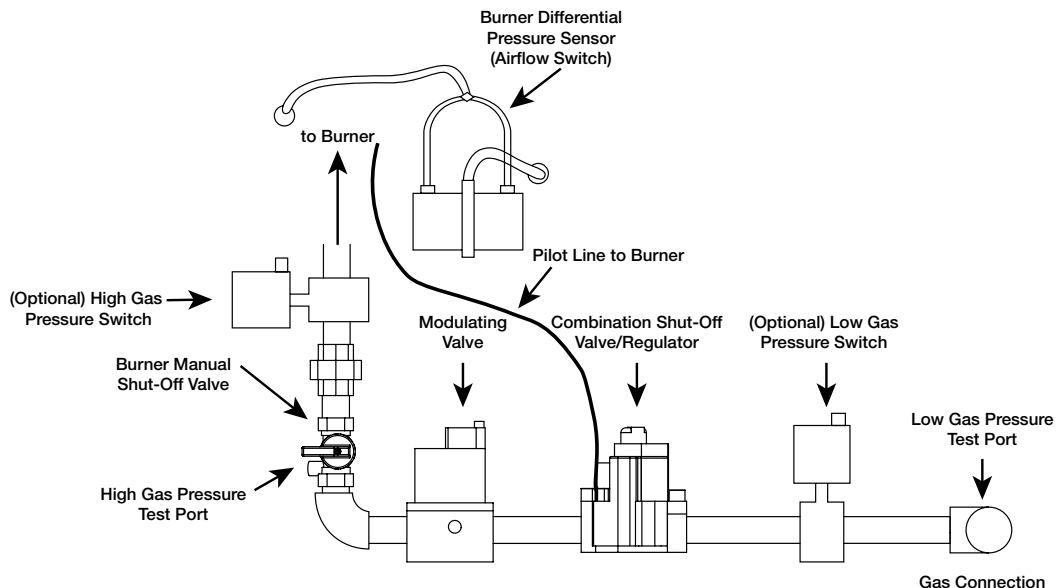 Burner Differential
Pressure Sensor
(Airflow Switch)
to Burner
Pilot Line to Burner
(Optional) High Gas
Pressure Switch
Modulating
Valve
Combination Shut-Off
Valve/Regulator
(Optional) Low Gas
Pressure Switch
Burner Manual
Shut-Off Valve
Low Gas Pressure
Test Port
High Gas Pressure
Test Port
Gas Connection